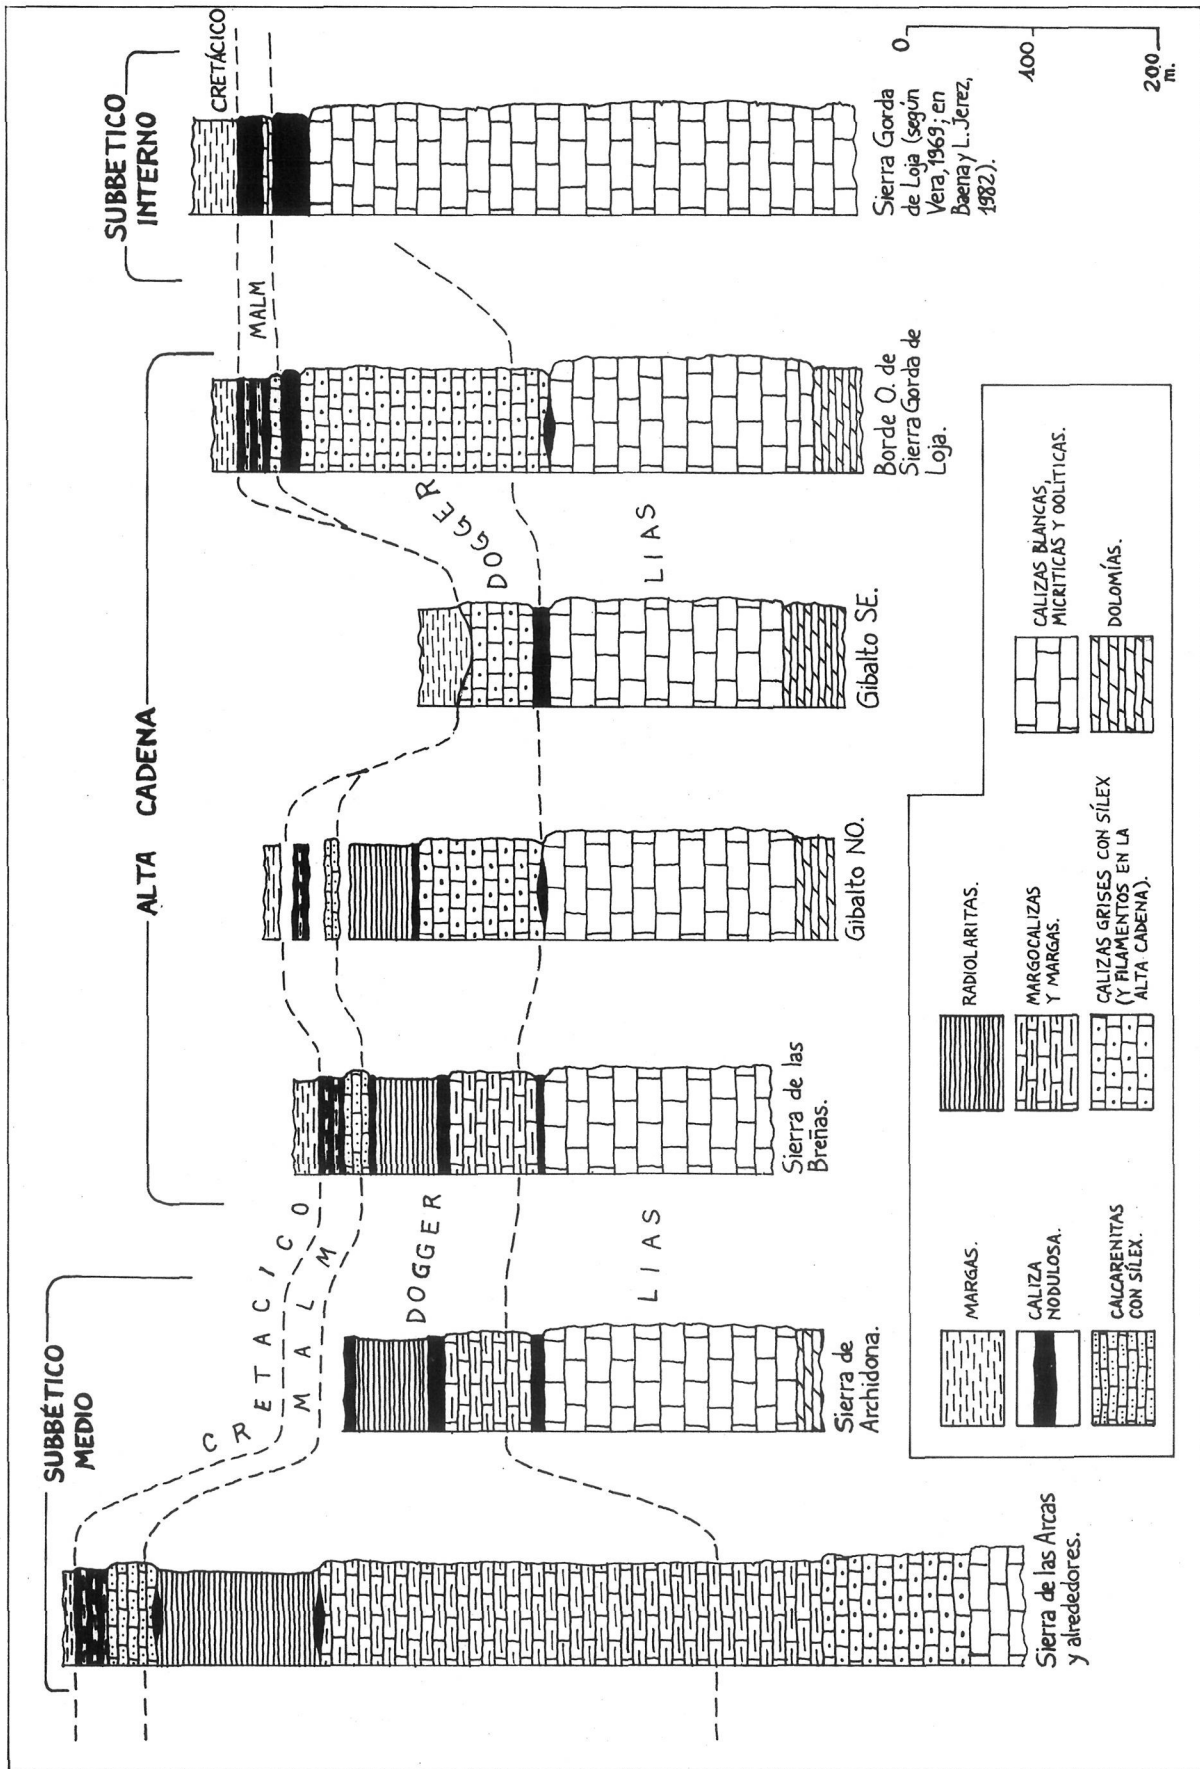 SUBBÉTICO
MEDIO
ALTA CADENA
SUBBETICO
INTERNO
CRETACICO
MALM
DOGGER
LIAS
DOGGER
LIAS
MALM
CRETÁCICO
Sierra de las Arcas
y alrededores.
Sierra de
Archidona.
Sierra de las
Breñas.
Gibalto NO.
Gibalto SE.
Borde O. de
Sierra Gorda de
Loja.
Sierra Gorda
de Loja (según
Vera, 1969; en
Baena y L. Jerez,
1982).
MARGAS.
CALIZA
NODULOSA.
CALCARENITAS
CON SÍLEX.
RADIOLARITAS.
MARGOCALIZAS
Y MARGAS.
CALIZAS GRISES CON SÍLEX
(Y FILAMENTOS EN LA
ALTA CADENA).
CALIZAS BLANCAS,
MICRITICAS Y OOLÍTICAS.
DOLOMÍAS.
0
100
200
m.